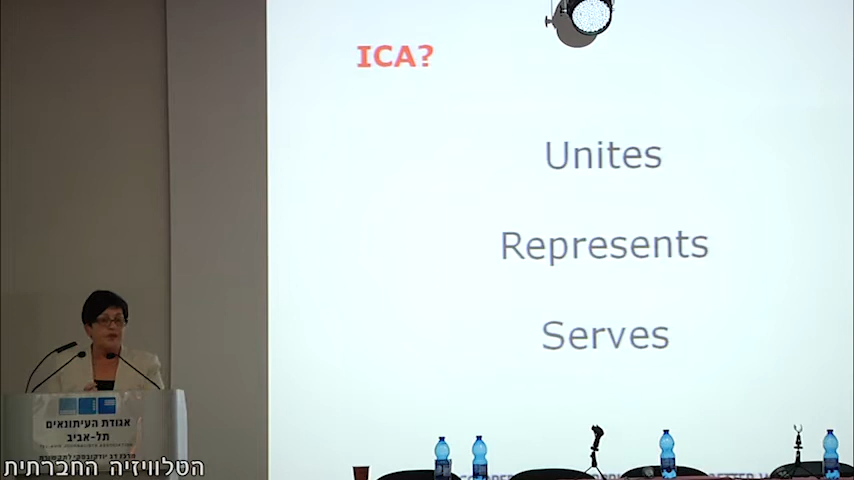 ICA?
Unites
Represents
Serves
אגודת העיתונאים
תל-אביב
הטלוויזיה החברתית